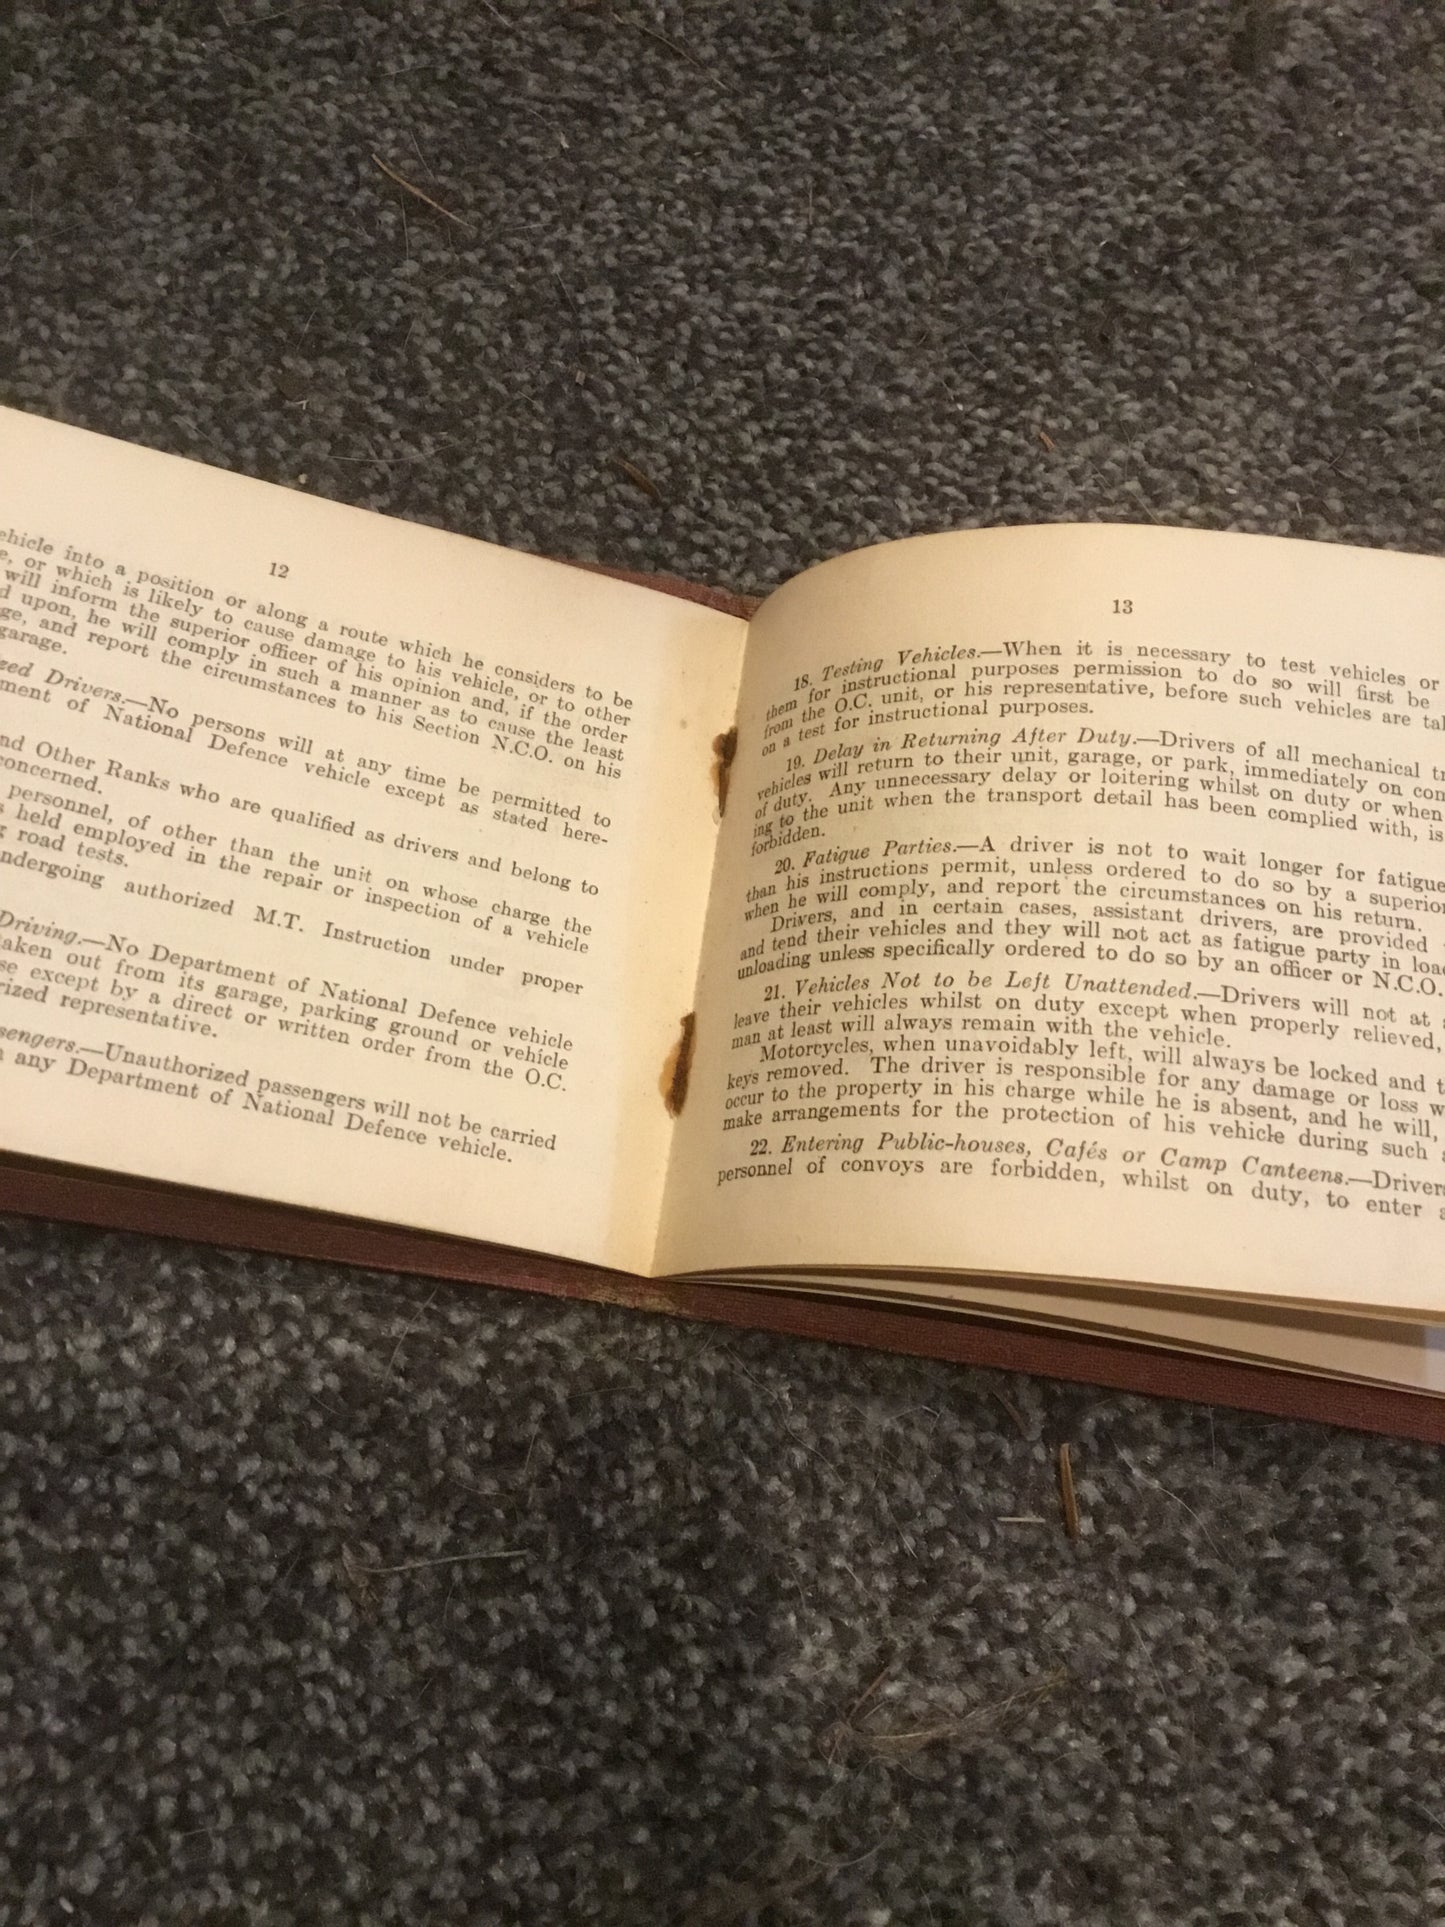 12
ehicle into a position or along a route which he considers to be
or which is likely to cause damage to his vehicle, or to other
will inform the superior officer of his opinion and, if the order
d upon, he will comply in such a manner as to cause the least
ge, and report the circumstances to his Section N.C.O. on his
garage.
zed Drivers.—No persons will at any time be permitted to
ment of National Defence vehicle except as stated here-
nd Other Ranks who are qualified as drivers and belong to
concerned.
personnel, of other than the unit on whose charge the
s held employed in the repair or inspection of a vehicle
g road tests.
ndergoing authorized M.T. Instruction under proper
Driving.—No Department of National Defence vehicle
aken out from its garage, parking ground or vehicle
se except by a direct or written order from the O.C.
rized representative.
ssengers.—Unauthorized passengers will not be carried
any Department of National Defence vehicle.
13
18. Testing Vehicles.—When it is necessary to test vehicles or
them for instructional purposes permission to do so will first be
from the O.C. unit, or his representative, before such vehicles are tak
on a test for instructional purposes.
19. Delay in Returning After Duty.—Drivers of all mechanical t
vehicles will return to their unit, garage, or park, immediately on com
of duty. Any unnecessary delay or loitering whilst on duty or when
ing to the unit when the transport detail has been complied with, is
forbidden.
20. Fatigue Parties.—A driver is not to wait longer for fatigue
than his instructions permit, unless ordered to do so by a superior
when he will comply, and report the circumstances on his return.
Drivers, and in certain cases, assistant drivers, are provided
and tend their vehicles and they will not act as fatigue party in loa
unloading unless specifically ordered to do so by an officer or N.C.O.
21. Vehicles Not to be Left Unattended.—Drivers will not at
leave their vehicles whilst on duty except when properly relieved,
man at least will always remain with the vehicle.
Motorcycles, when unavoidably left, will always be locked and t
keys removed. The driver is responsible for any damage or loss w
occur to the property in his charge while he is absent, and he will,
make arrangements for the protection of his vehicle during such
22. Entering Public-houses, Cafés or Camp Canteens.—Drivers
personnel of convoys are forbidden, whilst on duty, to enter a